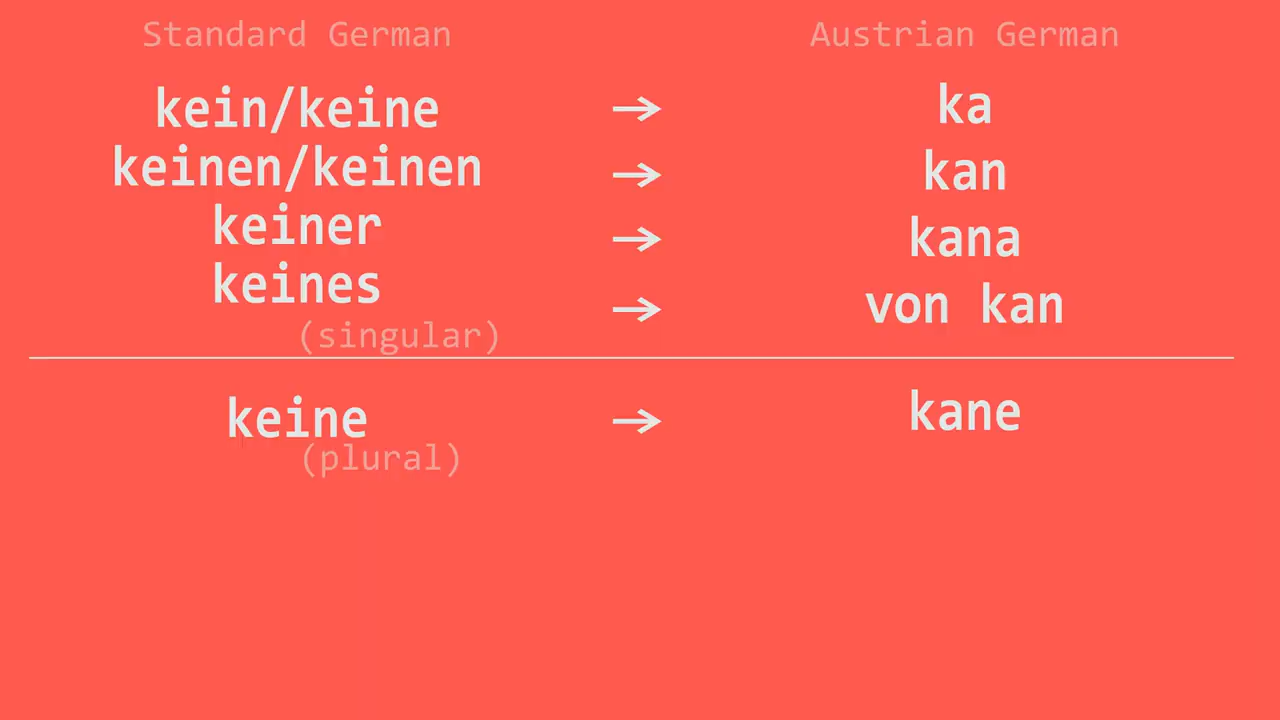 Standard German Austrian German
kein/keine → ka
keinen/keinen → kan
keiner → kana
keines → von kan
(singular)
keine → kane
(plural)